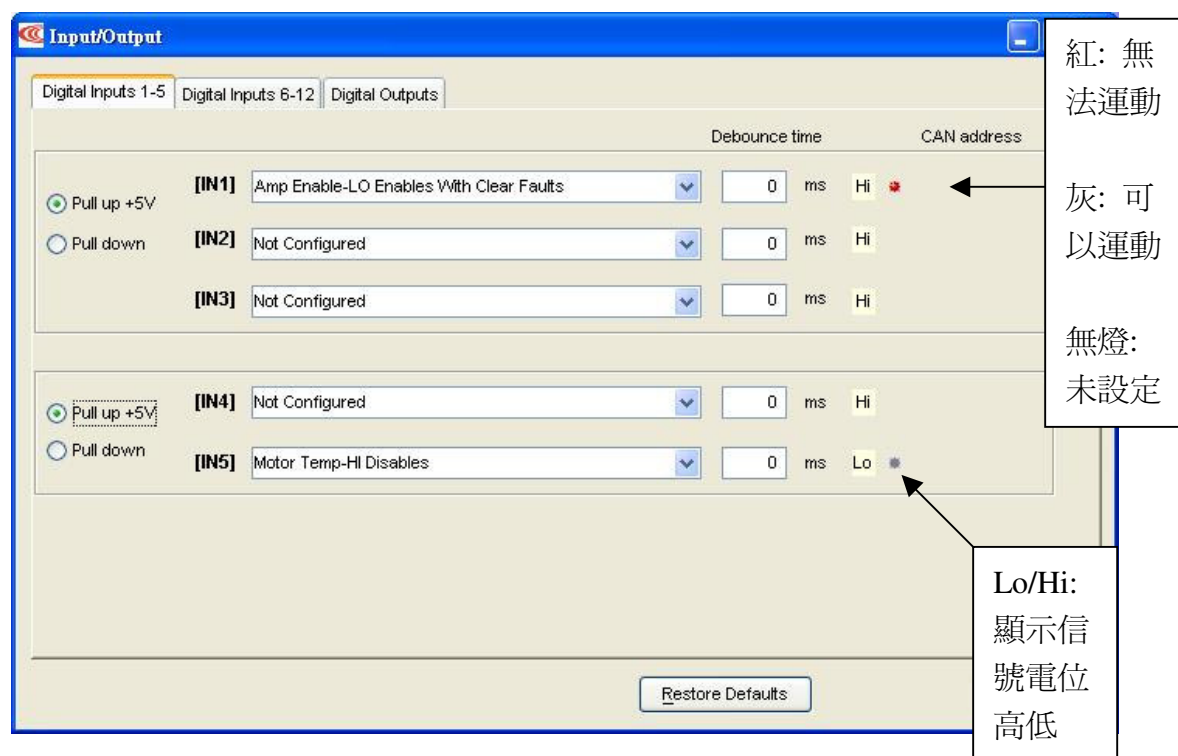 Input/Output
Digital Inputs 1-5 Digital Inputs 6-12 Digital Outputs
Debounce time CAN address
Pull up +5V
Pull down
[IN1] Amp Enable-LO Enables With Clear Faults 0 ms Hi
[IN2] Not Configured 0 ms Hi
[IN3] Not Configured 0 ms Hi
Pull up +5V
Pull down
[IN4] Not Configured 0 ms Hi
[IN5] Motor Temp-HI Disables 0 ms Lo
Restore Defaults
紅: 無
法運動
灰: 可
以運動
無燈:
未設定
Lo/Hi:
顯示信
號電位
高低